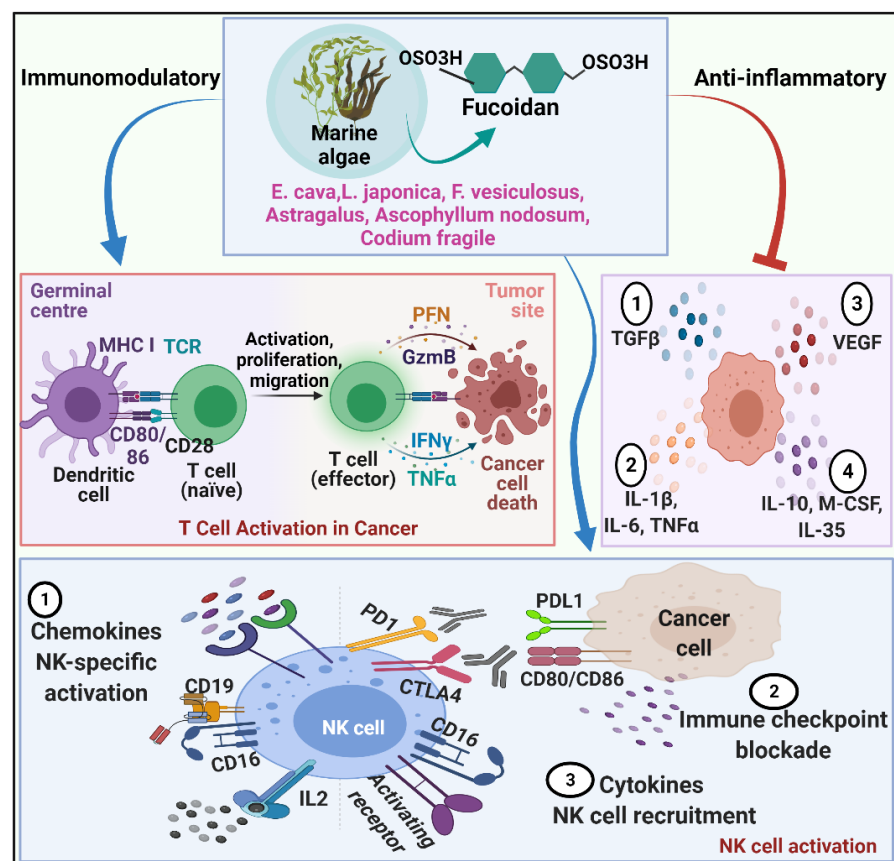 Immunomodulatory
OSO3H
OSO3H
Anti-inflammatory
Fucoidan
Marine
algae
E. cava,L. japonica, F. vesiculosus,
Astragalus, Ascophyllum nodosum,
Codium fragile
Germinal
centre
MHC I
TCR
CD80/
86
CD28
Dendritic
cell
T cell
(naïve)
Activation,
proliferation,
migration
PFN
GzmB
Tumor
site
IFNγ
TNFα
T cell
(effector)
Cancer
cell
death
T Cell Activation in Cancer
1
TGFβ
3
VEGF
2
IL-1β,
IL-6, TNFα
4
IL-10, M-CSF,
IL-35
1
Chemokines
NK-specific
activation
PD1
CTLA4
PDL1
CD80/CD86
Cancer
cell
CD19
CD16
NK cell
CD16
IL2
Activating
receptor
2
Immune checkpoint
blockade
3
Cytokines
NK cell recruitment
NK cell activation